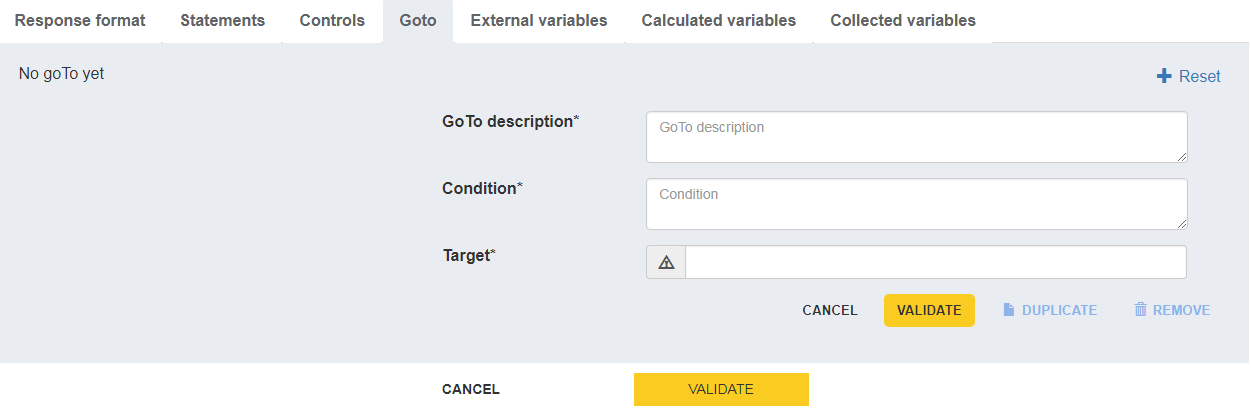 Response format Statements Controls Goto External variables Calculated variables Collected variables
No goTo yet
Reset
GoTo description*
GoTo description
Condition*
Condition
Target*
CANCEL VALIDATE DUPLICATE REMOVE
CANCEL VALIDATE